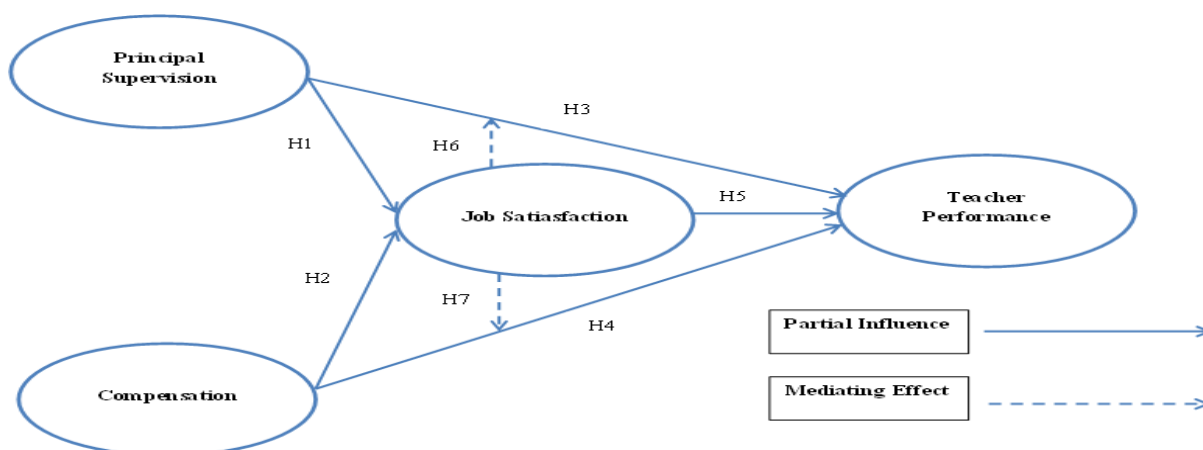 Principal
Supervision
H3
H1
H6
Job Satiasfaction
H5
Teacher
Performance
H2
H7
H4
Partial Influence
Compensation
Mediating Effect